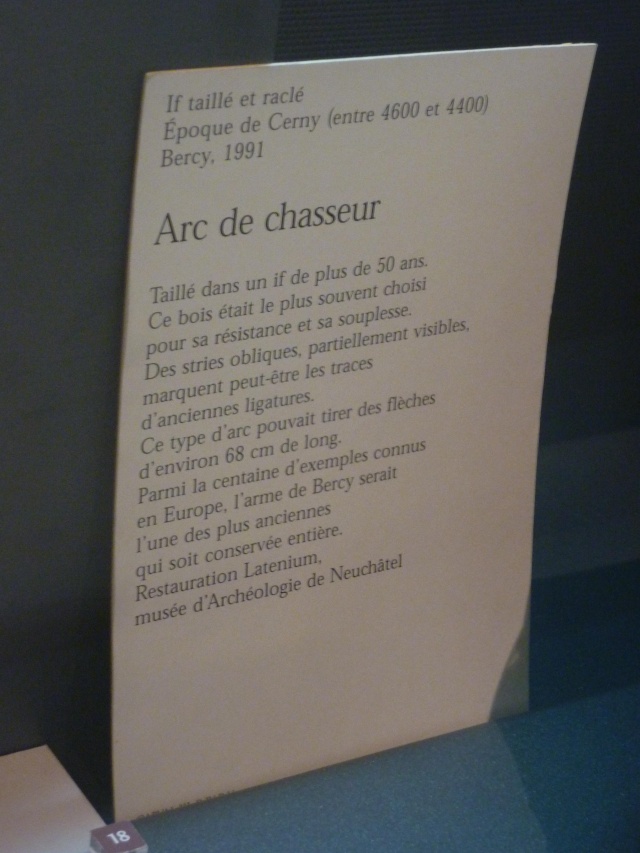 If taillé et raclé
Époque de Cerny (entre 4600 et 4400)
Bercy, 1991
Arc de chasseur
Taillé dans un if de plus de 50 ans.
Ce bois était le plus souvent choisi
pour sa résistance et sa souplesse.
Des stries obliques, partiellement visibles,
marquent peut-être les traces
d'anciennes ligatures.
Ce type d'arc pouvait tirer des flèches
d'environ 68 cm de long.
Parmi la centaine d'exemples connus
en Europe, l'arme de Bercy serait
l'une des plus anciennes
qui soit conservée entière.
Restauration Latenium,
musée d'Archéologie de Neuchâtel
18